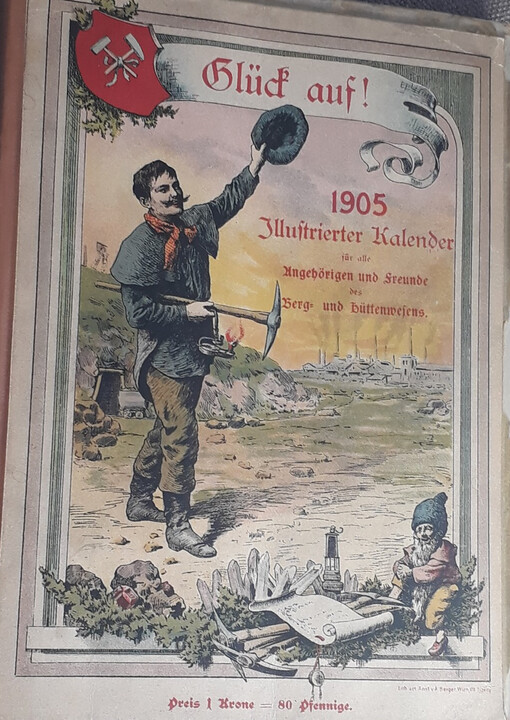 Glück auf!
1905
Illustrierter Kalender
für alle
Angehörigen und Freunde
des
Berg- und Hüttenwesens.
Preis 1 Krone = 80 Pfennige.